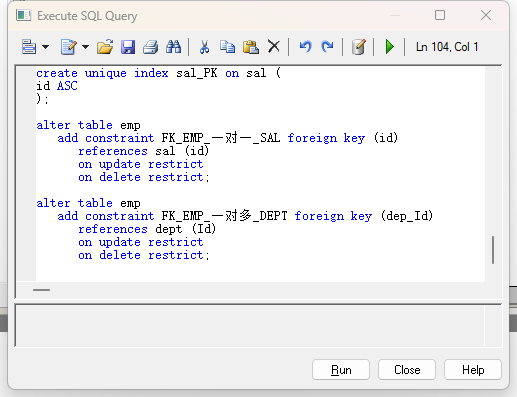 Execute SQL Query
Ln 104, Col 1
create unique index sal_PK on sal (
id ASC
);
alter table emp
add constraint FK_EMP_一对一_SAL foreign key (id)
references sal (id)
on update restrict
on delete restrict;
alter table emp
add constraint FK_EMP_一对多_DEPT foreign key (dep_Id)
references dept (Id)
on update restrict
on delete restrict;
Run Close Help